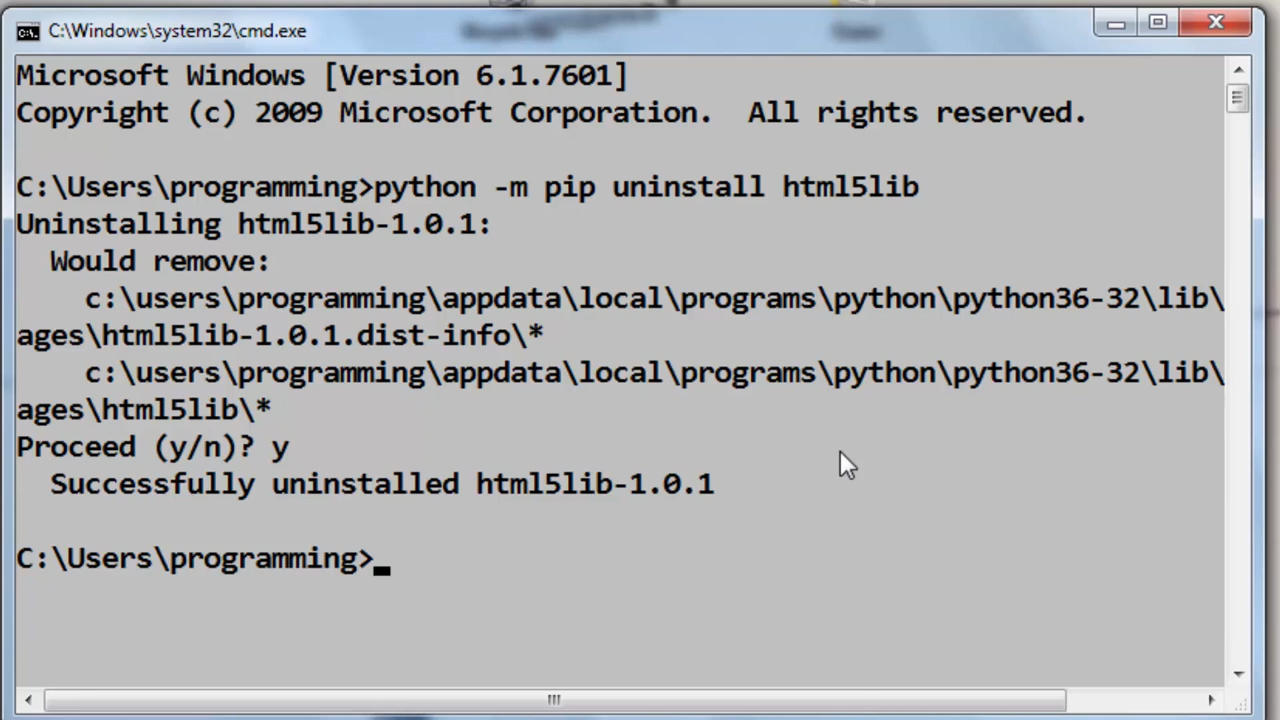 C:\Windows\system32\cmd.exe
Microsoft Windows [Version 6.1.7601]
Copyright (c) 2009 Microsoft Corporation.  All rights reserved.
C:\Users\programming>python -m pip uninstall html5lib
Uninstalling html5lib-1.0.1:
Would remove:
c:\users\programming\appdata\local\programs\python\python36-32\lib\
ages\html5lib-1.0.1.dist-info\*
c:\users\programming\appdata\local\programs\python\python36-32\lib\
ages\html5lib\*
Proceed (y/n)? y
Successfully uninstalled html5lib-1.0.1
C:\Users\programming>